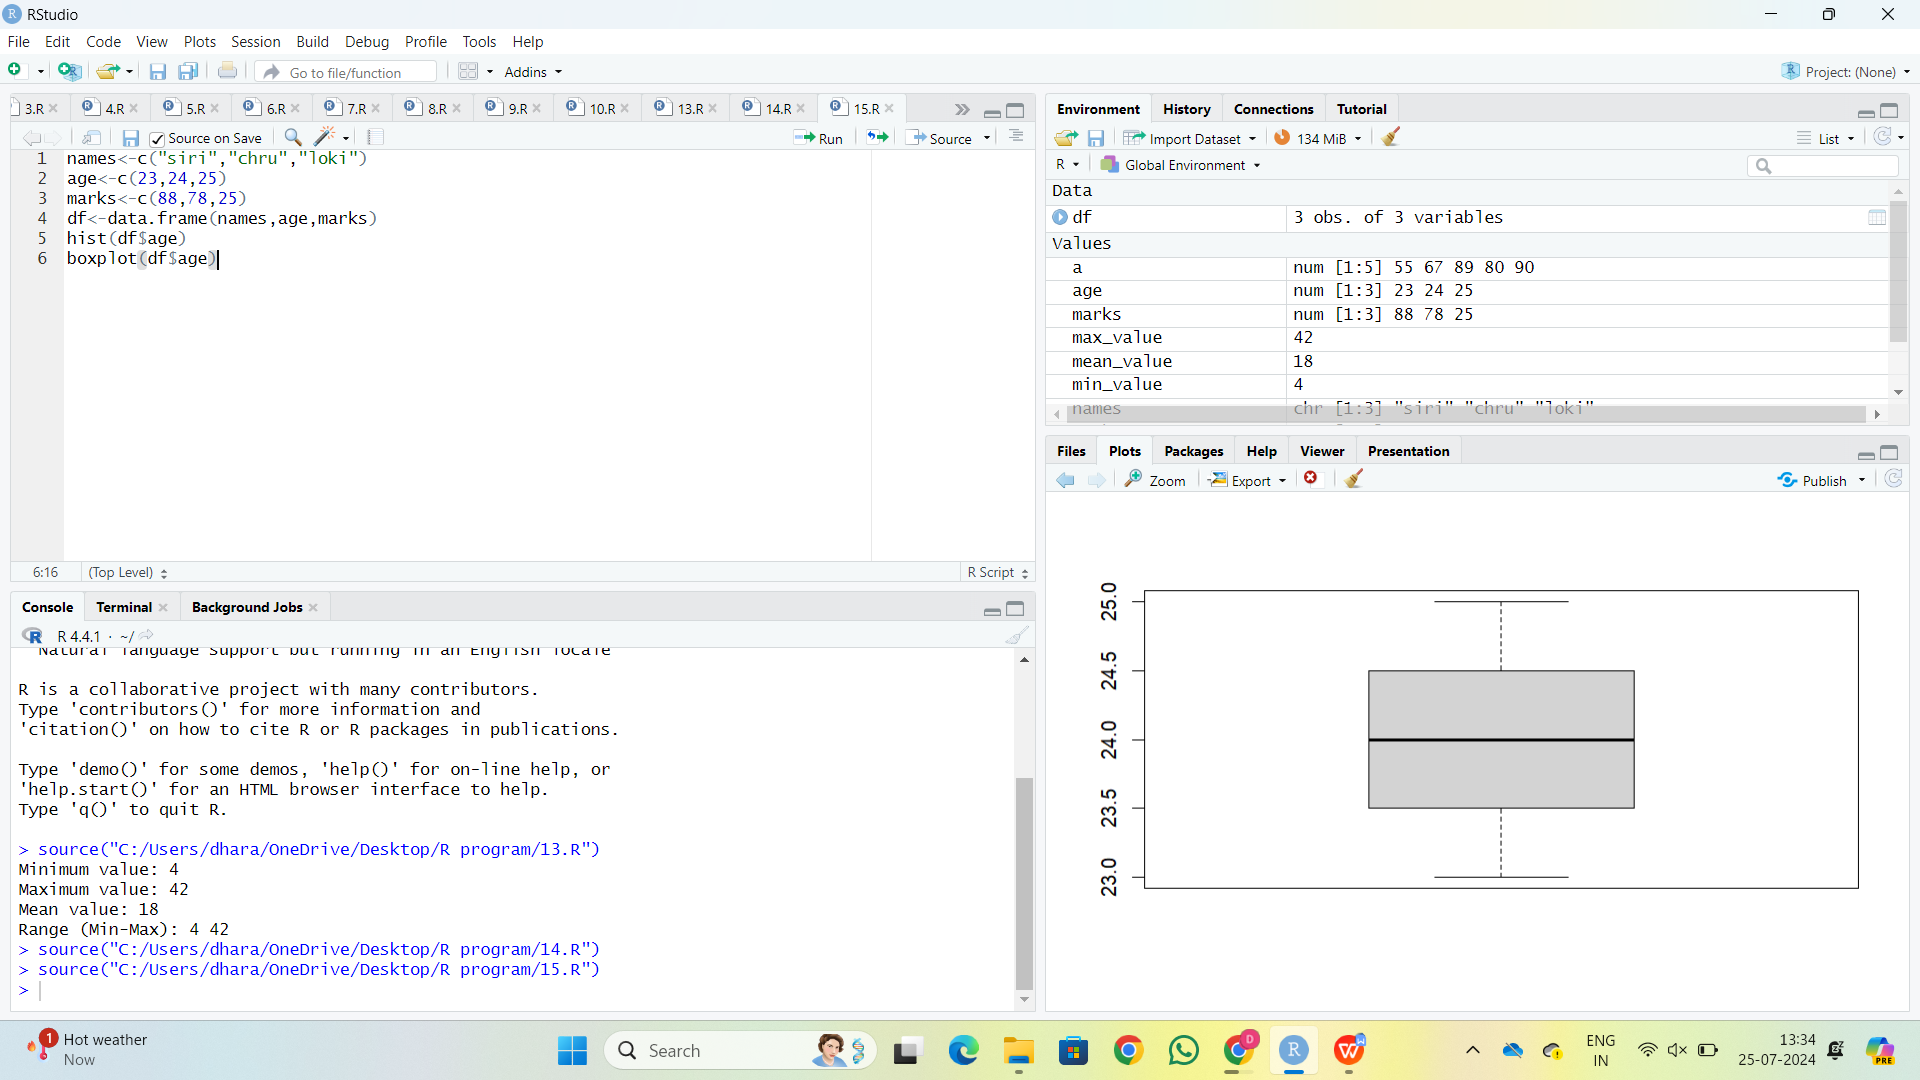 RStudio
File Edit Code View Plots Session Build Debug Profile Tools Help
Go to file/function Addins Project: (None)
3.R 4.R 5.R 6.R 7.R 8.R 9.R 10.R 13.R 14.R 15.R
Source on Save Run Source
1 names<-c("siri","chru","loki")
2 age<-c(23,24,25)
3 marks<-c(88,78,25)
4 df<-data.frame(names,age,marks)
5 hist(df$age)
6 boxplot(df$age)
6:16 (Top Level) R Script
Console Terminal Background Jobs
R 4.4.1 · ~/
Natural language support but running in an English locale
R is a collaborative project with many contributors.
Type 'contributors()' for more information and
'citation()' on how to cite R or R packages in publications.
Type 'demo()' for some demos, 'help()' for on-line help, or
'help.start()' for an HTML browser interface to help.
Type 'q()' to quit R.
> source("C:/Users/dhara/OneDrive/Desktop/R program/13.R")
Minimum value: 4
Maximum value: 42
Mean value: 18
Range (Min-Max): 4 42
> source("C:/Users/dhara/OneDrive/Desktop/R program/14.R")
> source("C:/Users/dhara/OneDrive/Desktop/R program/15.R")
>
Environment History Connections Tutorial
Import Dataset 134 MiB List
R Global Environment
Data
df 3 obs. of 3 variables
Values
a num [1:5] 55 67 89 80 90
age num [1:3] 23 24 25
marks num [1:3] 88 78 25
max_value 42
mean_value 18
min_value 4
names chr [1:3] "siri" "chru" "loki"
Files Plots Packages Help Viewer Presentation
Zoom Export Publish
25.0
24.5
24.0
23.5
23.0
1 Hot weather
Now
Search
D
PRE
ENG
IN
13:34
25-07-2024